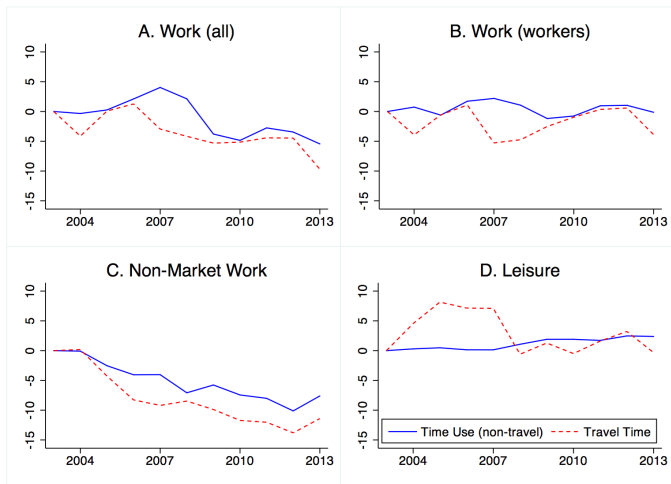 A. Work (all)
10
5
0
-5
-10
-15
2004 2007 2010 2013
B. Work (workers)
10
5
0
-5
-10
-15
2004 2007 2010 2013
C. Non-Market Work
10
5
0
-5
-10
-15
2004 2007 2010 2013
D. Leisure
10
5
0
-5
-10
-15
Time Use (non-travel) Travel Time
2004 2007 2010 2013